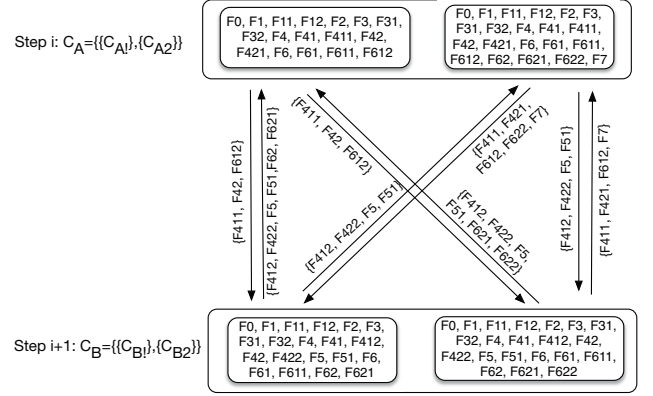 Step i: CA={{CA!},{CA2}}
F0, F1, F11, F12, F2, F3, F31,
F32, F4, F41, F411, F42,
F421, F6, F61, F611, F612
F0, F1, F11, F12, F2, F3,
F31, F32, F4, F41, F411,
F42, F421, F6, F61, F611,
F612, F62, F621, F622, F7
{F411, F42, F612}
{F412, F422, F5, F51,F62, F621}
{F411, F42, F612}
{F412, F422, F5, F51}
{F411, F421,
F612, F622, F7}
{F412, F422, F5,
F51, F621, F622}
{F412, F422, F5, F51}
{F411, F421, F612, F7}
Step i+1: CB={{CB!},{CB2}}
F0, F1, F11, F12, F2, F3,
F31, F32, F4, F41, F412,
F42, F422, F5, F51, F6,
F61, F611, F62, F621
F0, F1, F11, F12, F2, F3, F31,
F32, F4, F41, F412, F42,
F422, F5, F51, F6, F61, F611,
F62, F621, F622